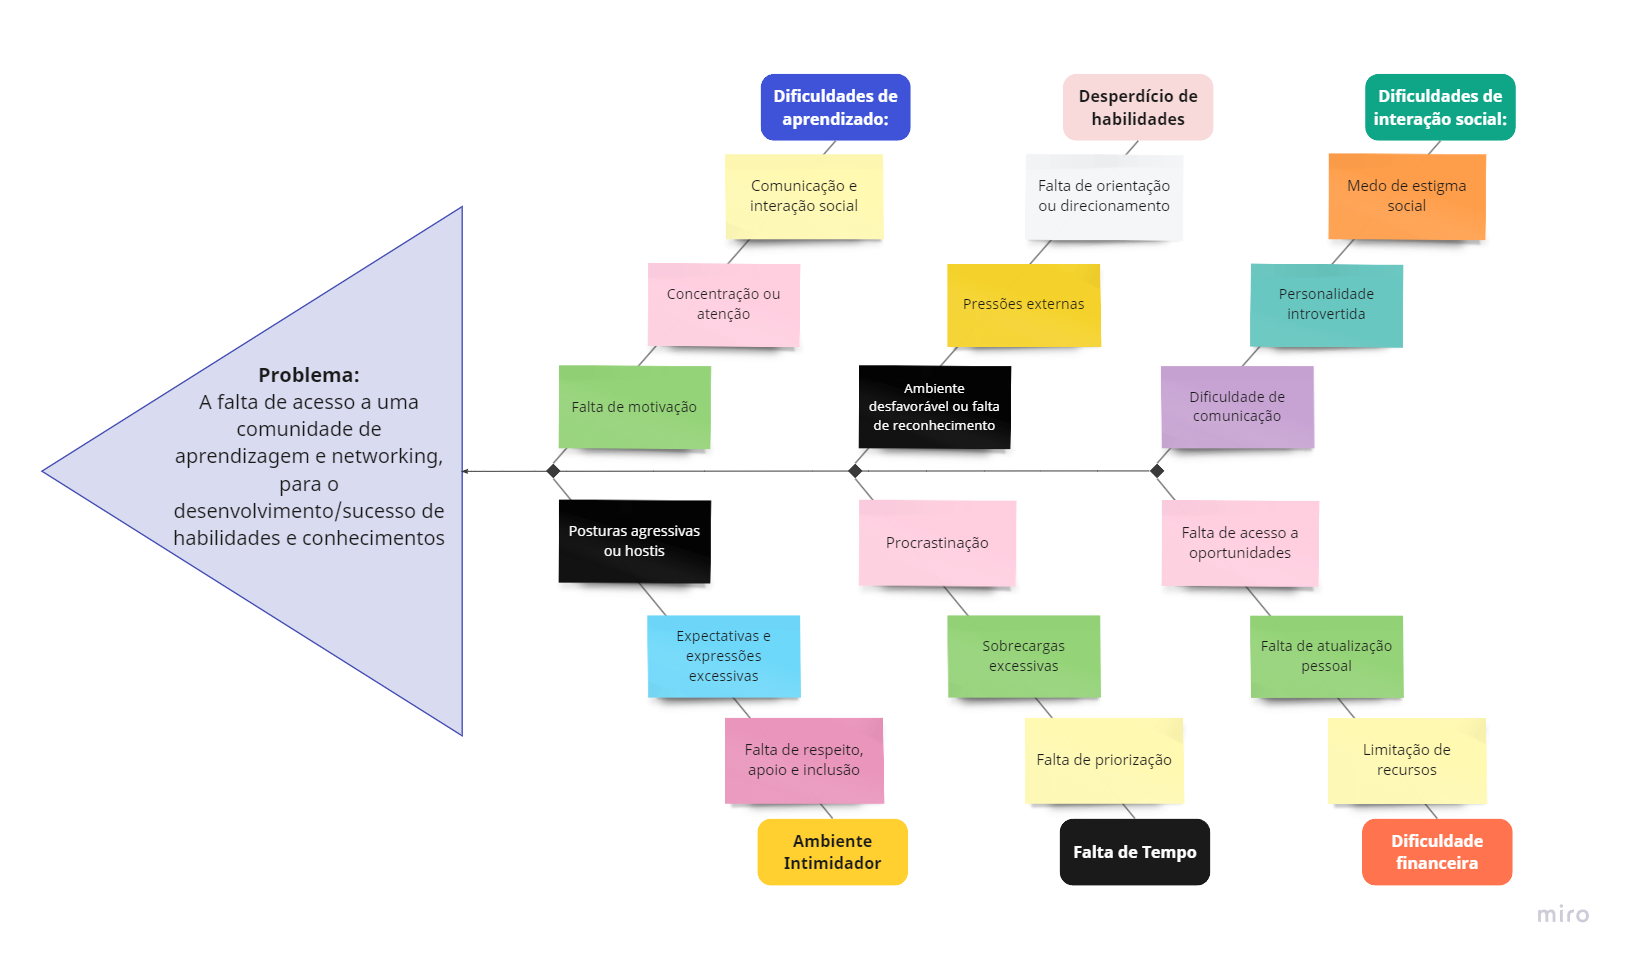 Dificuldades de
aprendizado:
Comunicação e
interação social
Concentração ou
atenção
Falta de motivação
Desperdício de
habilidades
Falta de orientação
ou direcionamento
Pressões externas
Ambiente
desfavorável ou falta
de reconhecimento
Dificuldades de
interação social:
Medo de estigma
social
Personalidade
introvertida
Dificuldade de
comunicação
Problema:
A falta de acesso a uma
comunidade de
aprendizagem e networking,
para o
desenvolvimento/sucesso de
habilidades e conhecimentos
Posturas agressivas
ou hostis
Expectativas e
expressões
excessivas
Falta de respeito,
apoio e inclusão
Ambiente
Intimidador
Procrastinação
Sobrecargas
excessivas
Falta de priorização
Falta de Tempo
Falta de acesso a
oportunidades
Falta de atualização
pessoal
Limitação de
recursos
Dificuldade
financeira
miro